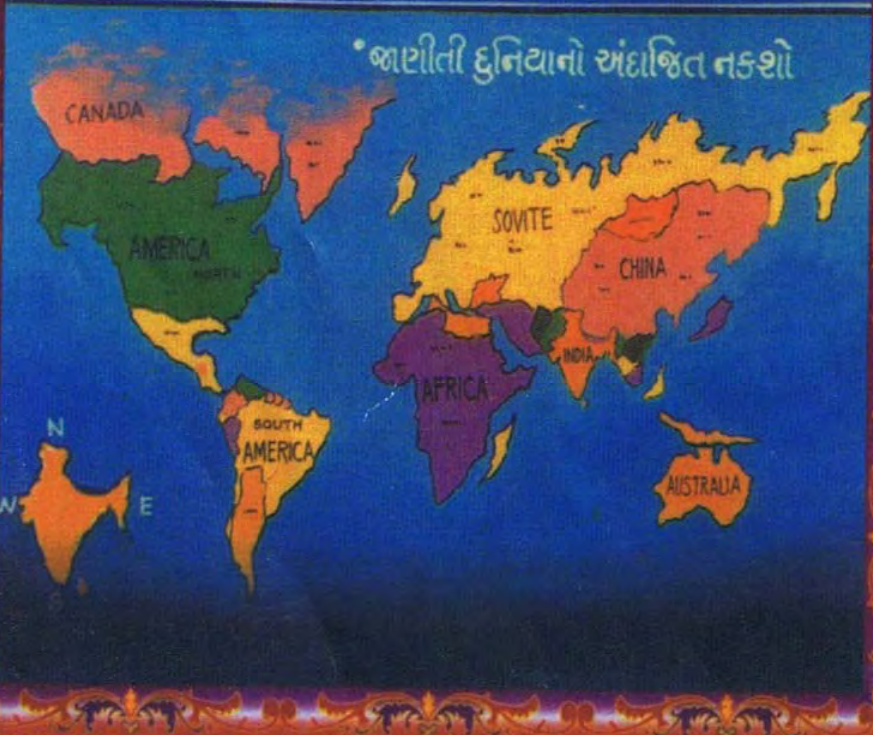 • જાણીતી દુનિયાનો અંદાજિત નકશો
CANADA
SOVITE
AMERICA
NORTH
CHINA
INDIA
AFRICA
SOUTH
AMERICA
N
W
E
S
AUSTRALIA